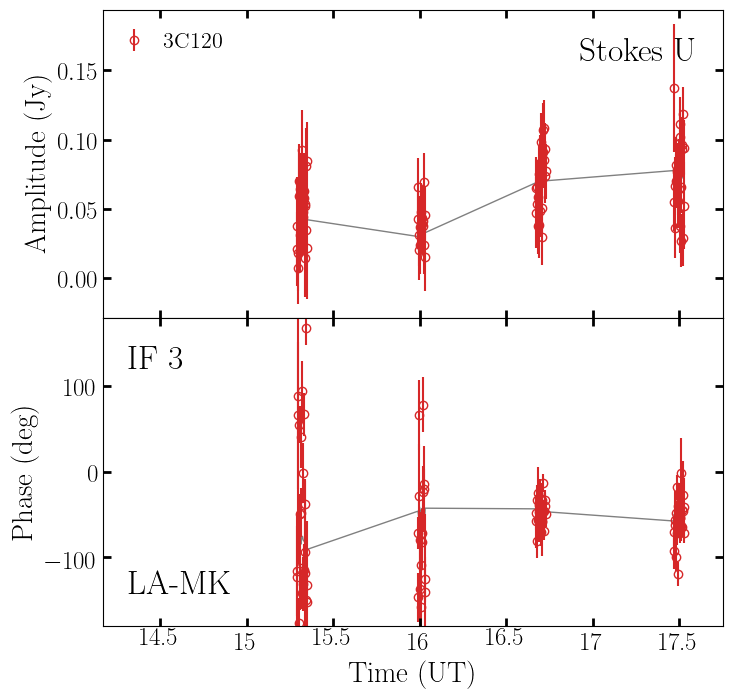 3C120
Stokes U
0.15
0.10
0.05
0.00
Amplitude (Jy)
IF 3
100
0
−100
Phase (deg)
LA-MK
14.5 15 15.5 16 16.5 17 17.5
Time (UT)